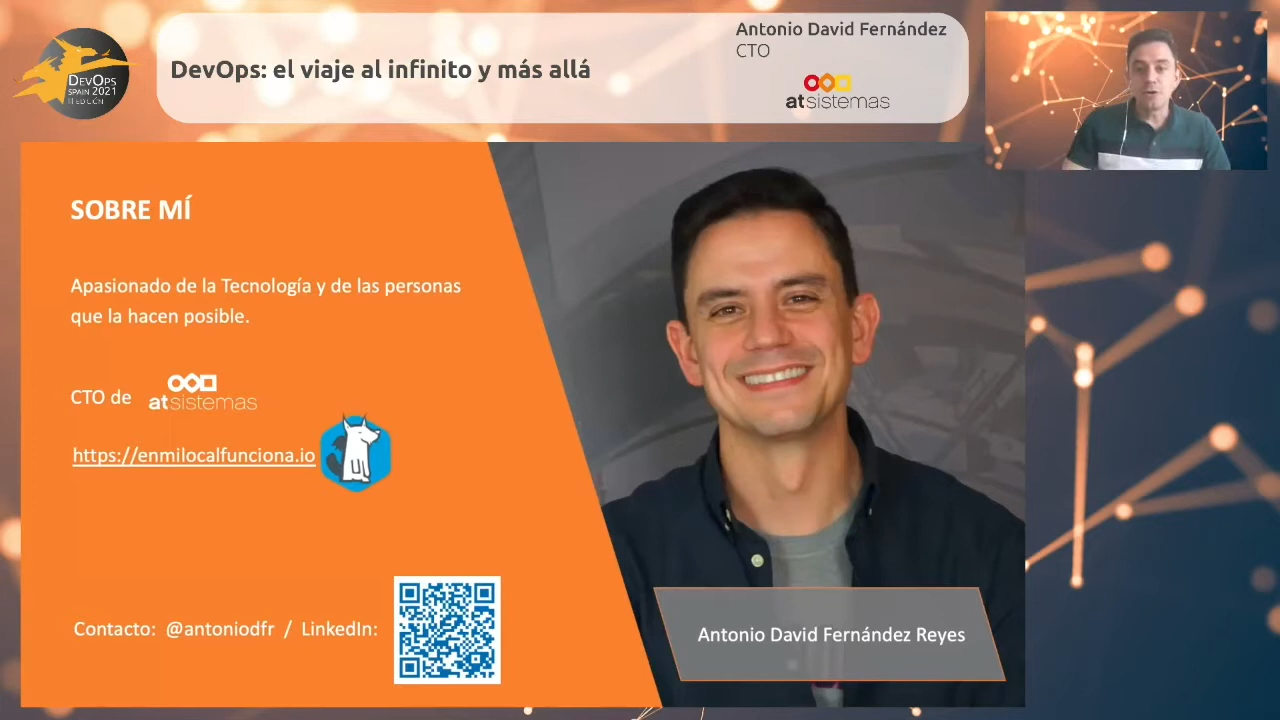 DEVOPS
SPAIN 2021
II EDICIÓN
DevOps: el viaje al infinito y más allá
Antonio David Fernández
CTO
atsistemas
SOBRE MÍ
Apasionado de la Tecnología y de las personas
que la hacen posible.
CTO de atsistemas
https://enmilocalfunciona.io
Contacto: @antoniodfr / LinkedIn:
Antonio David Fernández Reyes